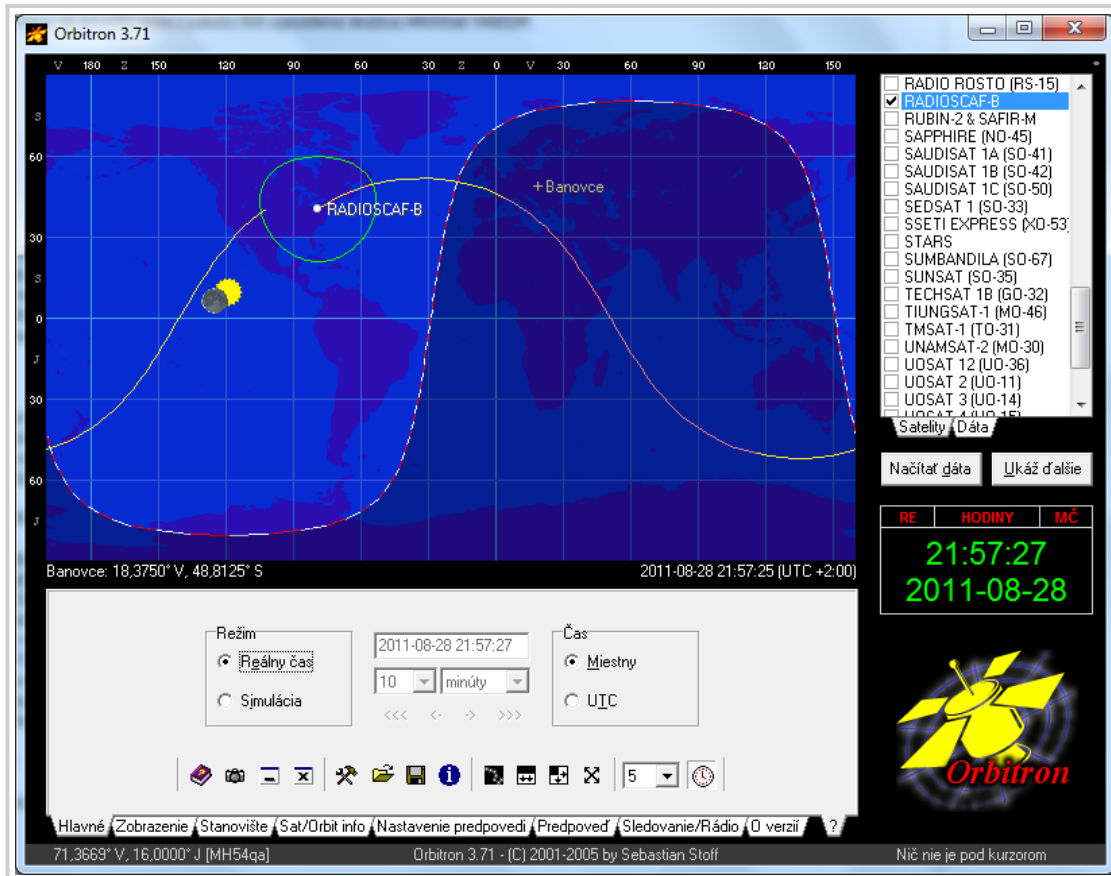 Orbitron 3.71
V 180 Z 150 120 90 60 30 Z 0 V 30 60 90 120 150
S
60
30
S
0
J
30
60
J
RADIOSCAF-B
+Banovce
Banovce: 18,3750° V, 48,8125° S
2011-08-28 21:57:25 (UTC +2:00)
RADIO ROSTO (RS-15)
RADIOSCAF-B
RUBIN-2 & SAFIR-M
SAPPHIRE (NO-45)
SAUDISAT 1A (SO-41)
SAUDISAT 1B (SO-42)
SAUDISAT 1C (SO-50)
SEDSAT 1 (SO-33)
SSETI EXPRESS (XO-53)
STARS
SUMBANDILA (SO-67)
SUNSAT (SO-35)
TECHSAT 1B (GO-32)
TIUNGSAT-1 (MO-46)
TMSAT-1 (TO-31)
UNAMSAT-2 (MO-30)
UOSAT 12 (UO-36)
UOSAT 2 (UO-11)
UOSAT 3 (UO-14)
UOSAT 4 (UO-15)
Satelity Dáta
Načítať dáta Ukáž ďalšie
RE HODINY MČ
21:57:27
2011-08-28
Orbitron
Režim
Reálny čas
Simulácia
2011-08-28 21:57:27
10 minúty
<<< <- -> >>>
Čas
Miestny
UTC
5
Hlavné Zobrazenie Stanovište Sat/Orbit info Nastavenie predpovedi Predpoveď Sledovanie/Rádio O verzií ?
71,3669° V, 16,0000° J [MH54qa]
Orbitron 3.71 - (C) 2001-2005 by Sebastian Stoff
Nič nie je pod kurzorom